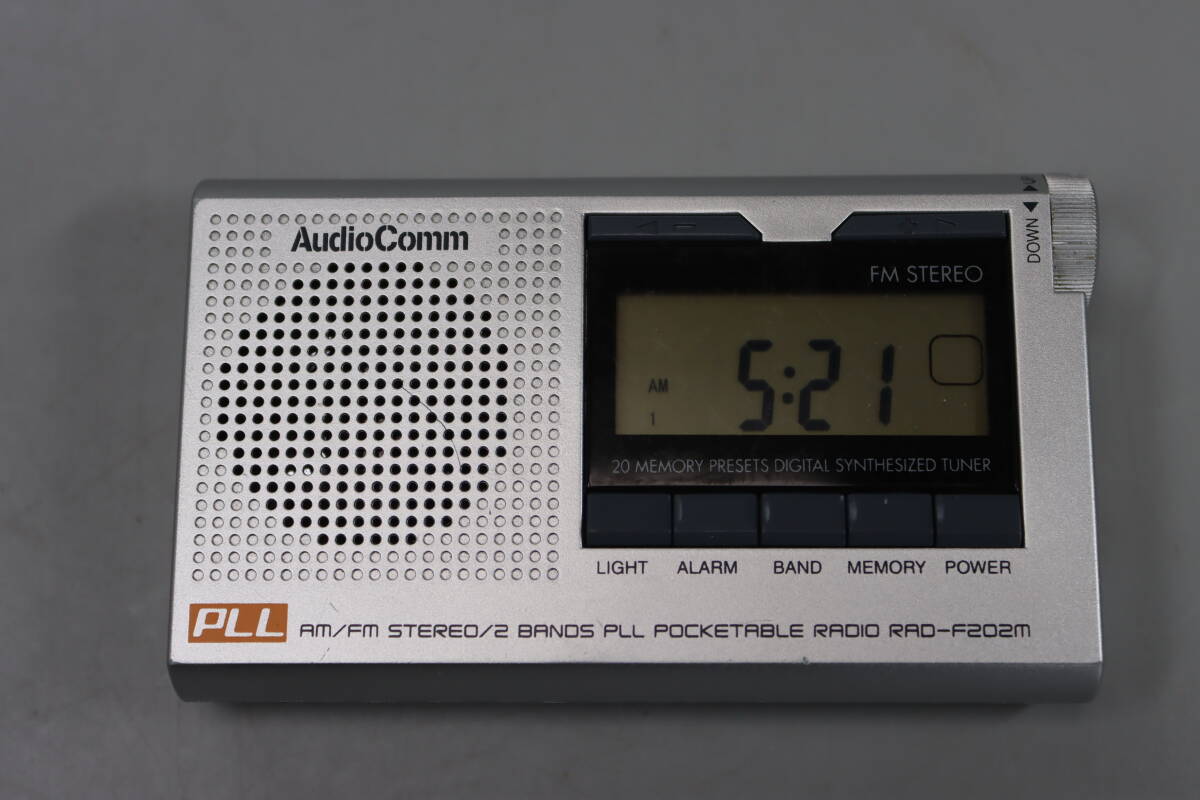 AudioComm
UP
DOWN
FM STEREO
AM
1
5:21
20 MEMORY PRESETS DIGITAL SYNTHESIZED TUNER
LIGHT ALARM BAND MEMORY POWER
PLL AM/FM STEREO/2 BANDS PLL POCKETABLE RADIO RAD-F202M